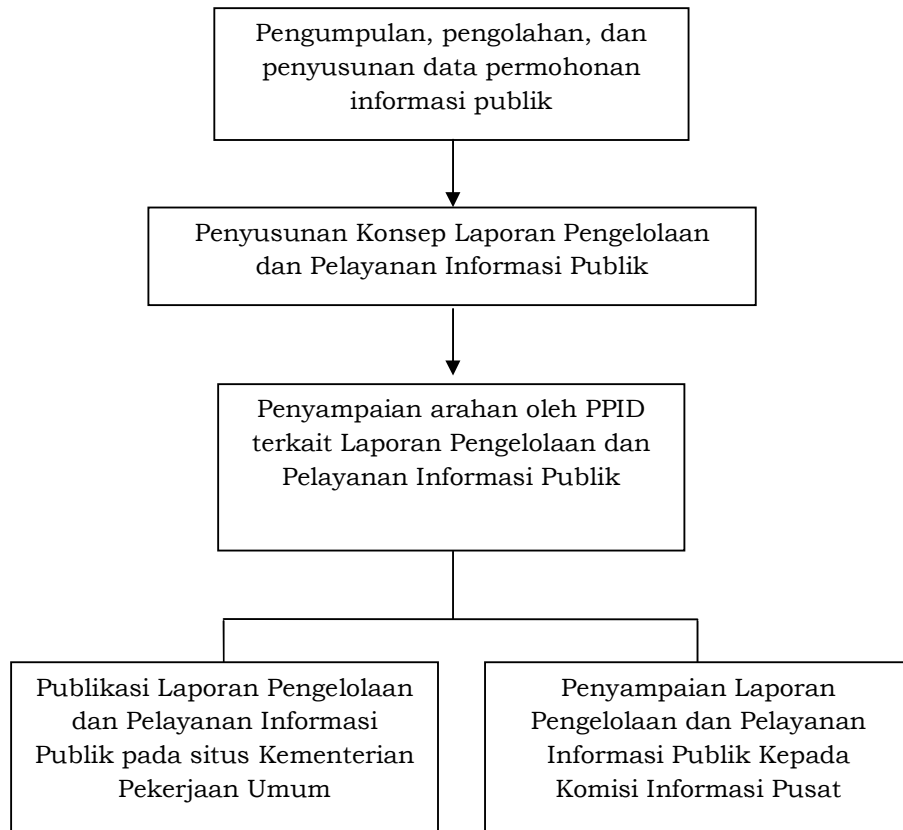 Pengumpulan, pengolahan, dan
penyusunan data permohonan
informasi publik
Penyusunan Konsep Laporan Pengelolaan
dan Pelayanan Informasi Publik
Penyampaian arahan oleh PPID
terkait Laporan Pengelolaan dan
Pelayanan Informasi Publik
Publikasi Laporan Pengelolaan
dan Pelayanan Informasi
Publik pada situs Kementerian
Pekerjaan Umum
Penyampaian Laporan
Pengelolaan dan Pelayanan
Informasi Publik Kepada
Komisi Informasi Pusat